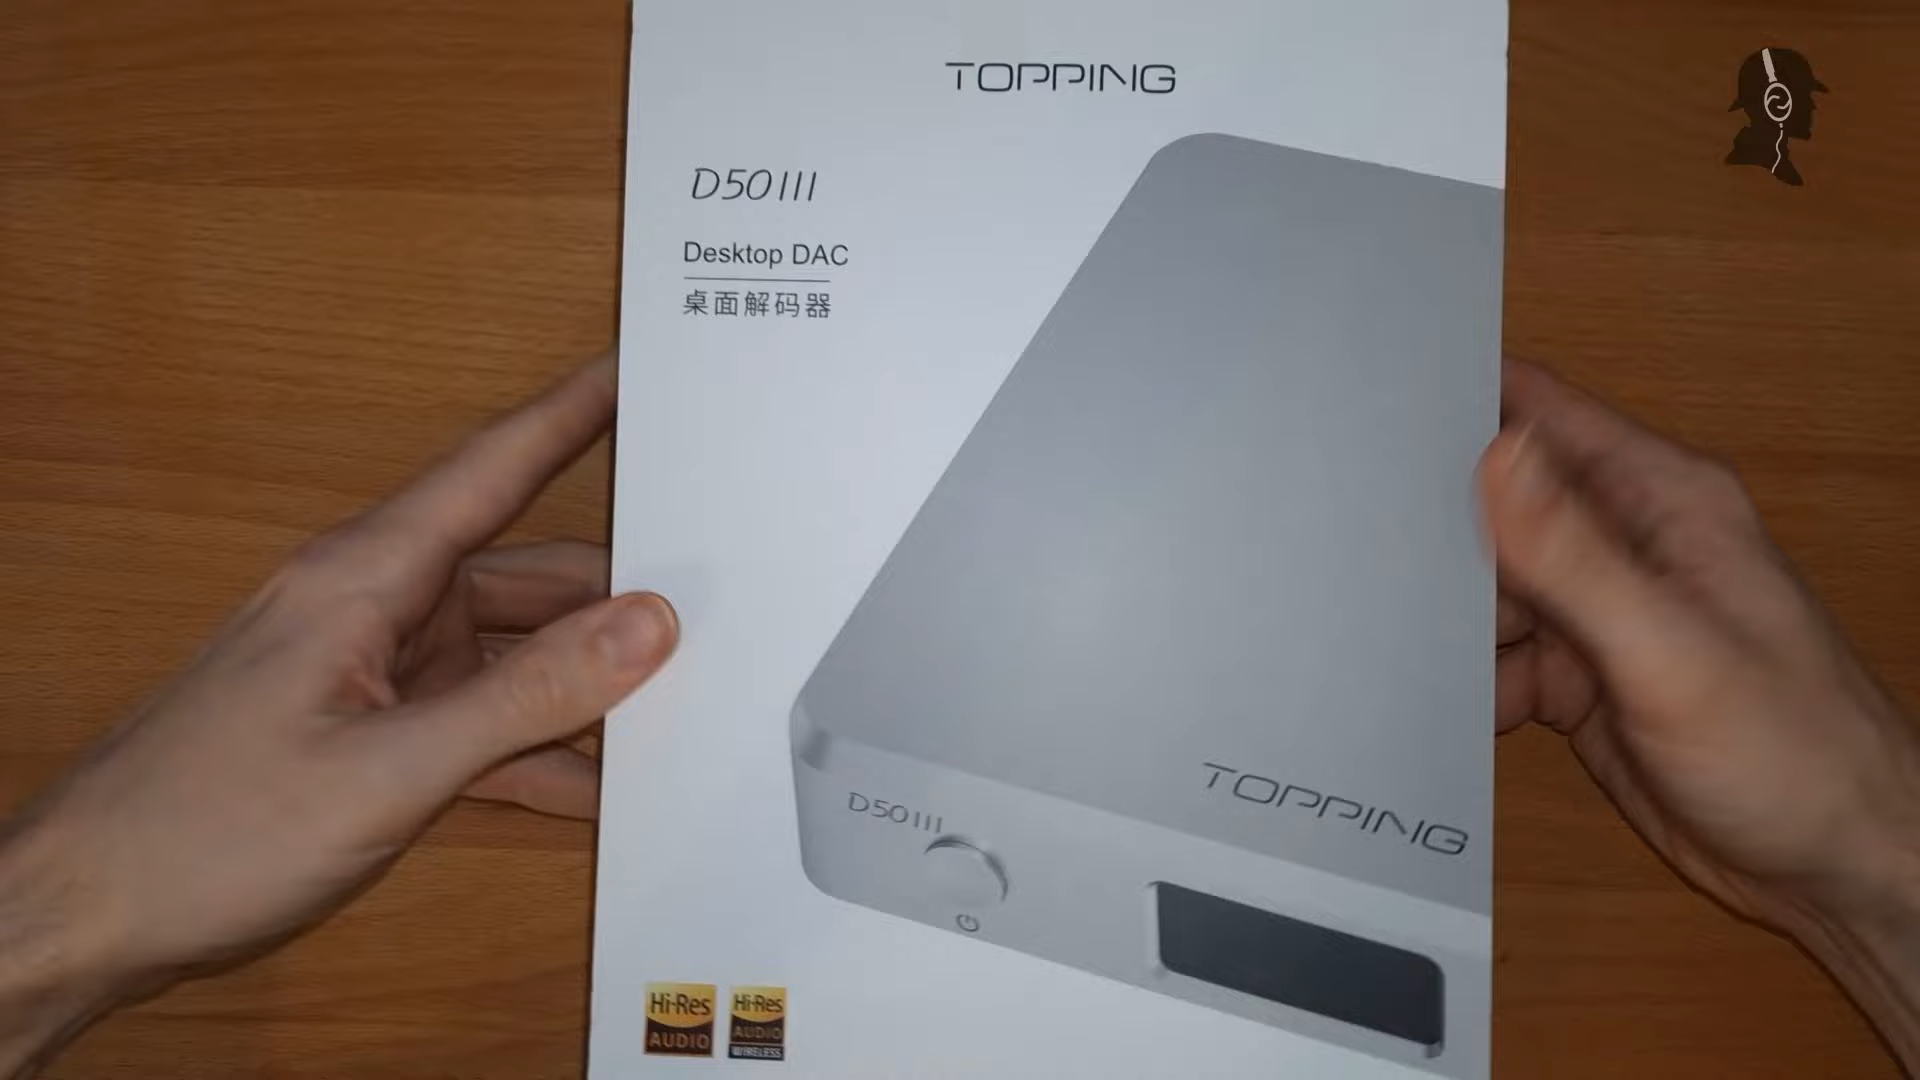 TOPPING
D50III
Desktop DAC
桌面解码器
TOPPING
D50III
Hi-Res
AUDIO
Hi-Res
AUDIO
WIRELESS